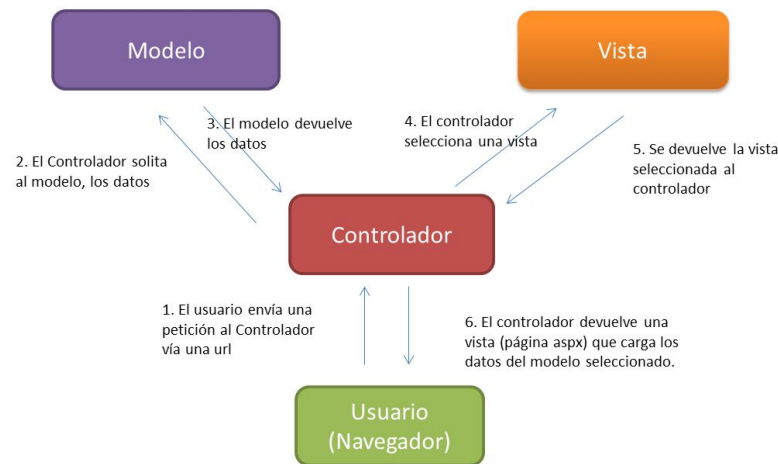 Modelo
Vista
3. El modelo devuelve
los datos
4. El controlador
selecciona una vista
2. El Controlador solita
al modelo, los datos
5. Se devuelve la vista
seleccionada al
controlador
Controlador
1. El usuario envía una
petición al Controlador
vía una url
6. El controlador devuelve una
vista (página aspx) que carga los
datos del modelo seleccionado.
Usuario
(Navegador)